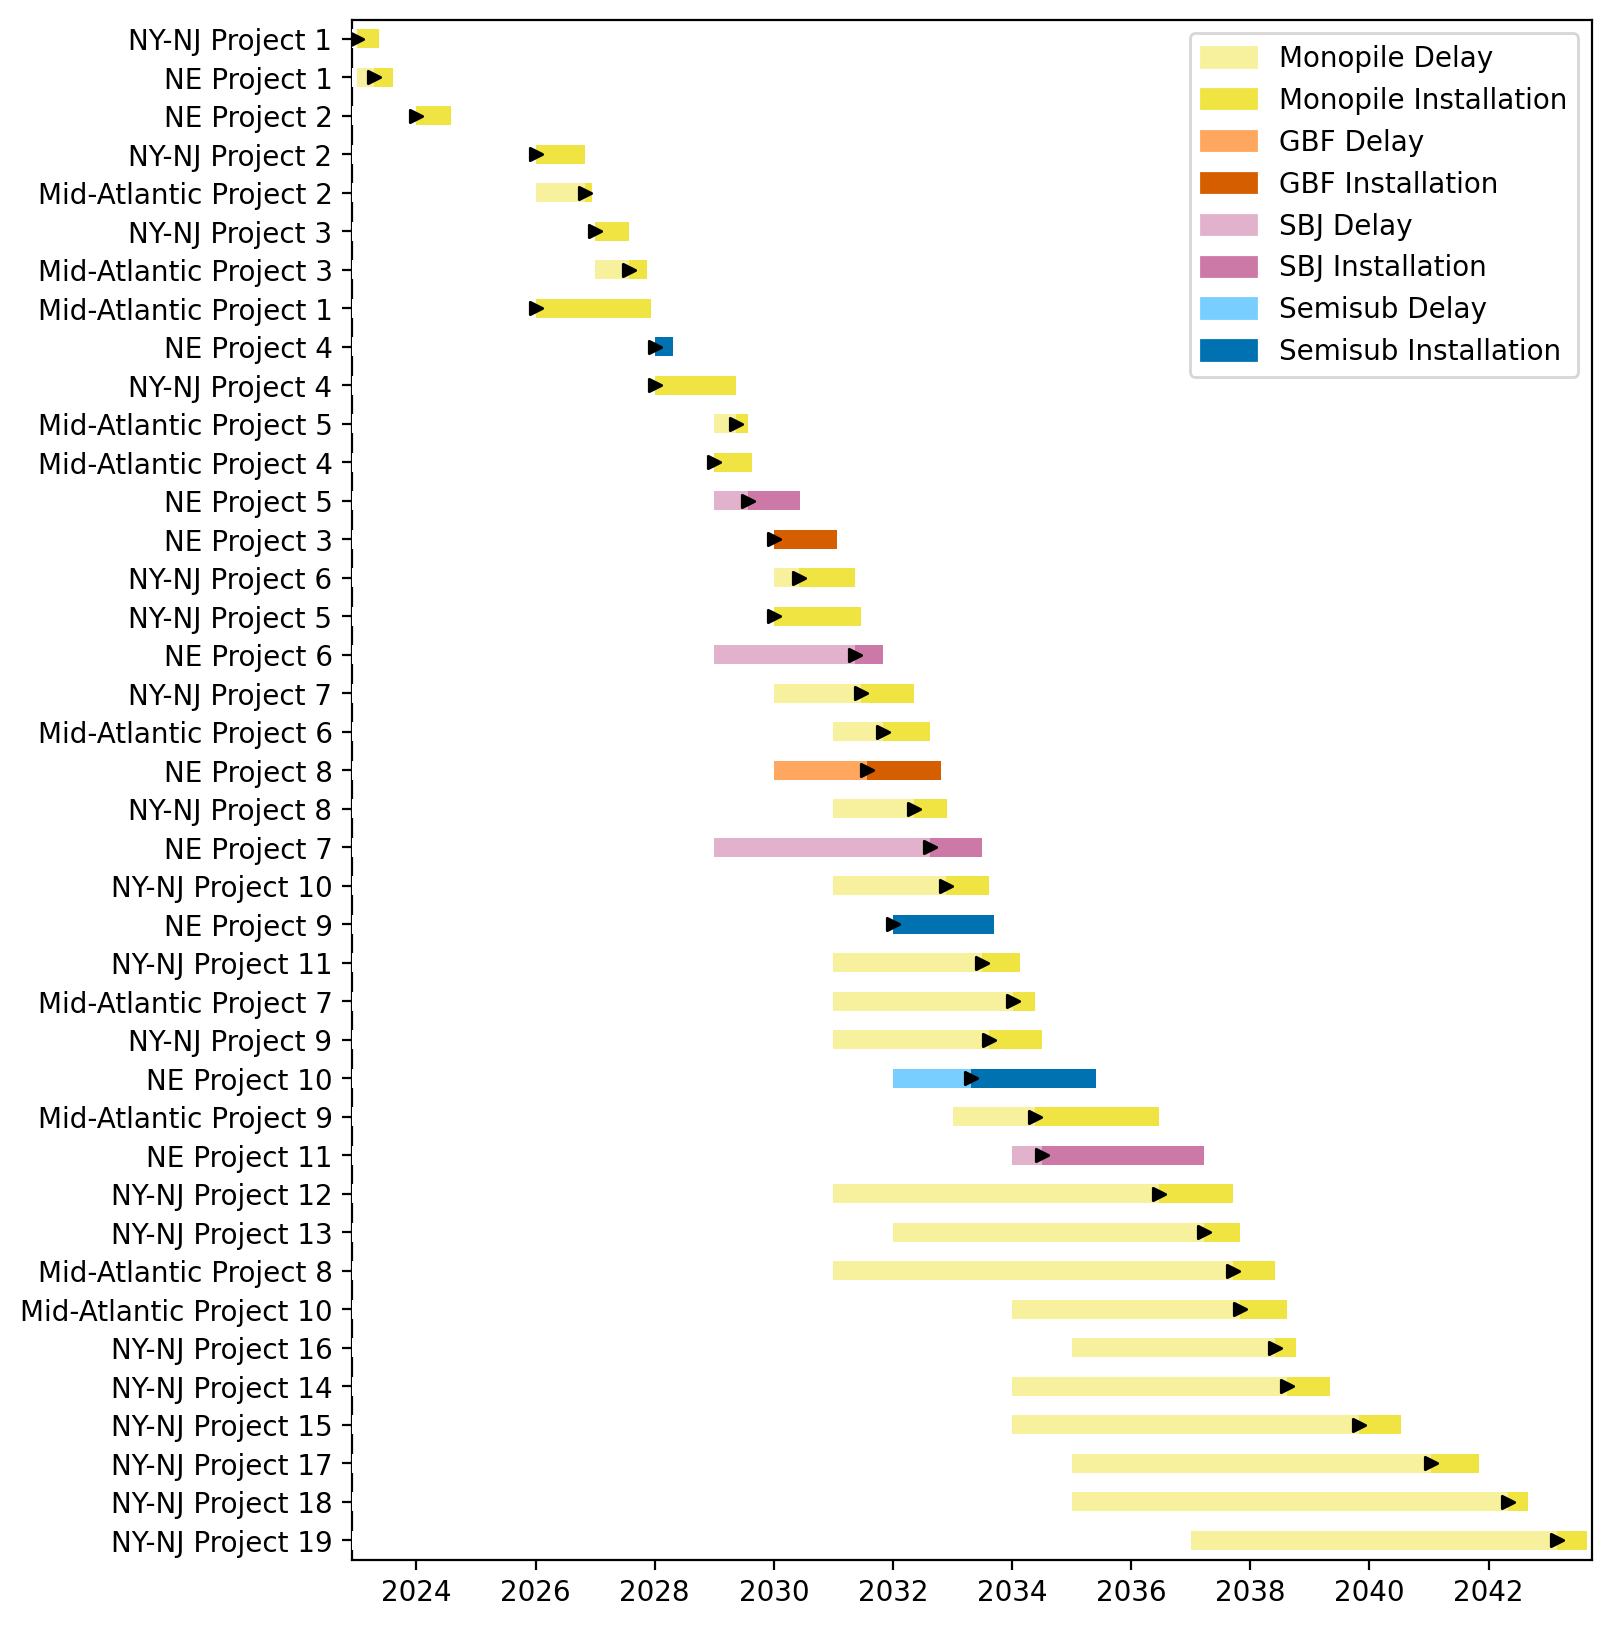 NY-NJ Project 1
NE Project 1
NE Project 2
NY-NJ Project 2
Mid-Atlantic Project 2
NY-NJ Project 3
Mid-Atlantic Project 3
Mid-Atlantic Project 1
NE Project 4
NY-NJ Project 4
Mid-Atlantic Project 5
Mid-Atlantic Project 4
NE Project 5
NE Project 3
NY-NJ Project 6
NY-NJ Project 5
NE Project 6
NY-NJ Project 7
Mid-Atlantic Project 6
NE Project 8
NY-NJ Project 8
NE Project 7
NY-NJ Project 10
NE Project 9
NY-NJ Project 11
Mid-Atlantic Project 7
NY-NJ Project 9
NE Project 10
Mid-Atlantic Project 9
NE Project 11
NY-NJ Project 12
NY-NJ Project 13
Mid-Atlantic Project 8
Mid-Atlantic Project 10
NY-NJ Project 16
NY-NJ Project 14
NY-NJ Project 15
NY-NJ Project 17
NY-NJ Project 18
NY-NJ Project 19
Monopile Delay
Monopile Installation
GBF Delay
GBF Installation
SBJ Delay
SBJ Installation
Semisub Delay
Semisub Installation
2024 2026 2028 2030 2032 2034 2036 2038 2040 2042